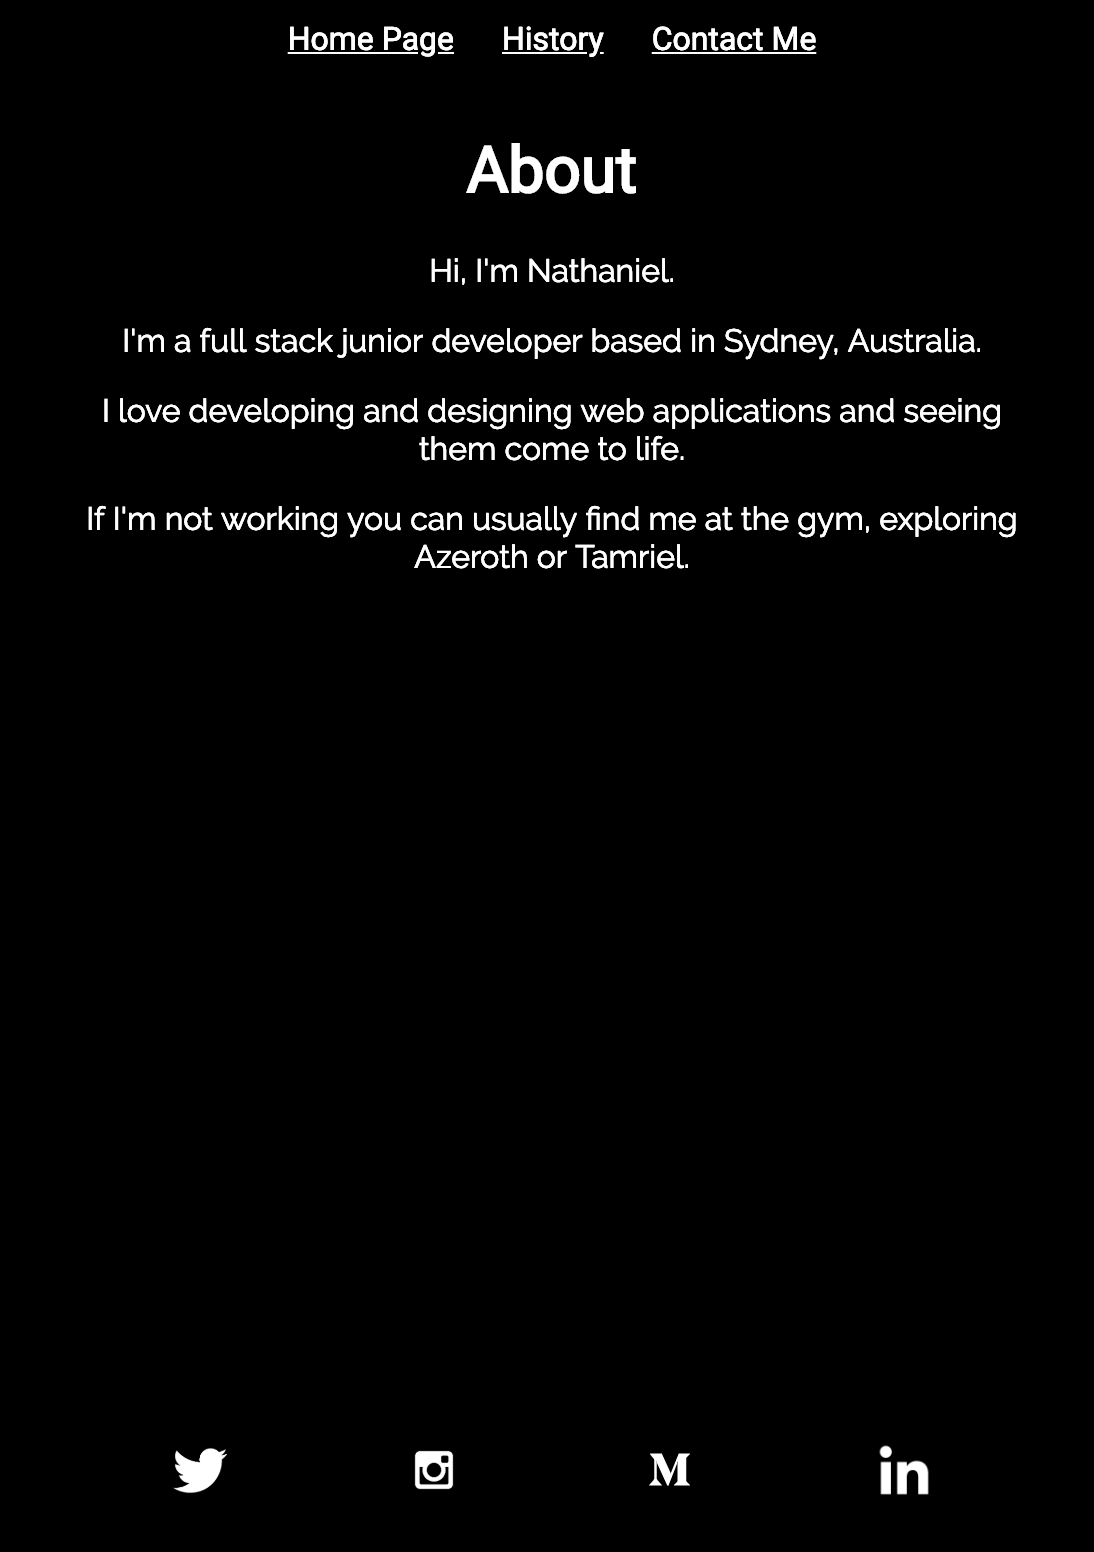 Home Page History Contact Me
About
Hi, I'm Nathaniel.
I'm a full stack junior developer based in Sydney, Australia.
I love developing and designing web applications and seeing
them come to life.
If I'm not working you can usually find me at the gym, exploring
Azeroth or Tamriel.
M in